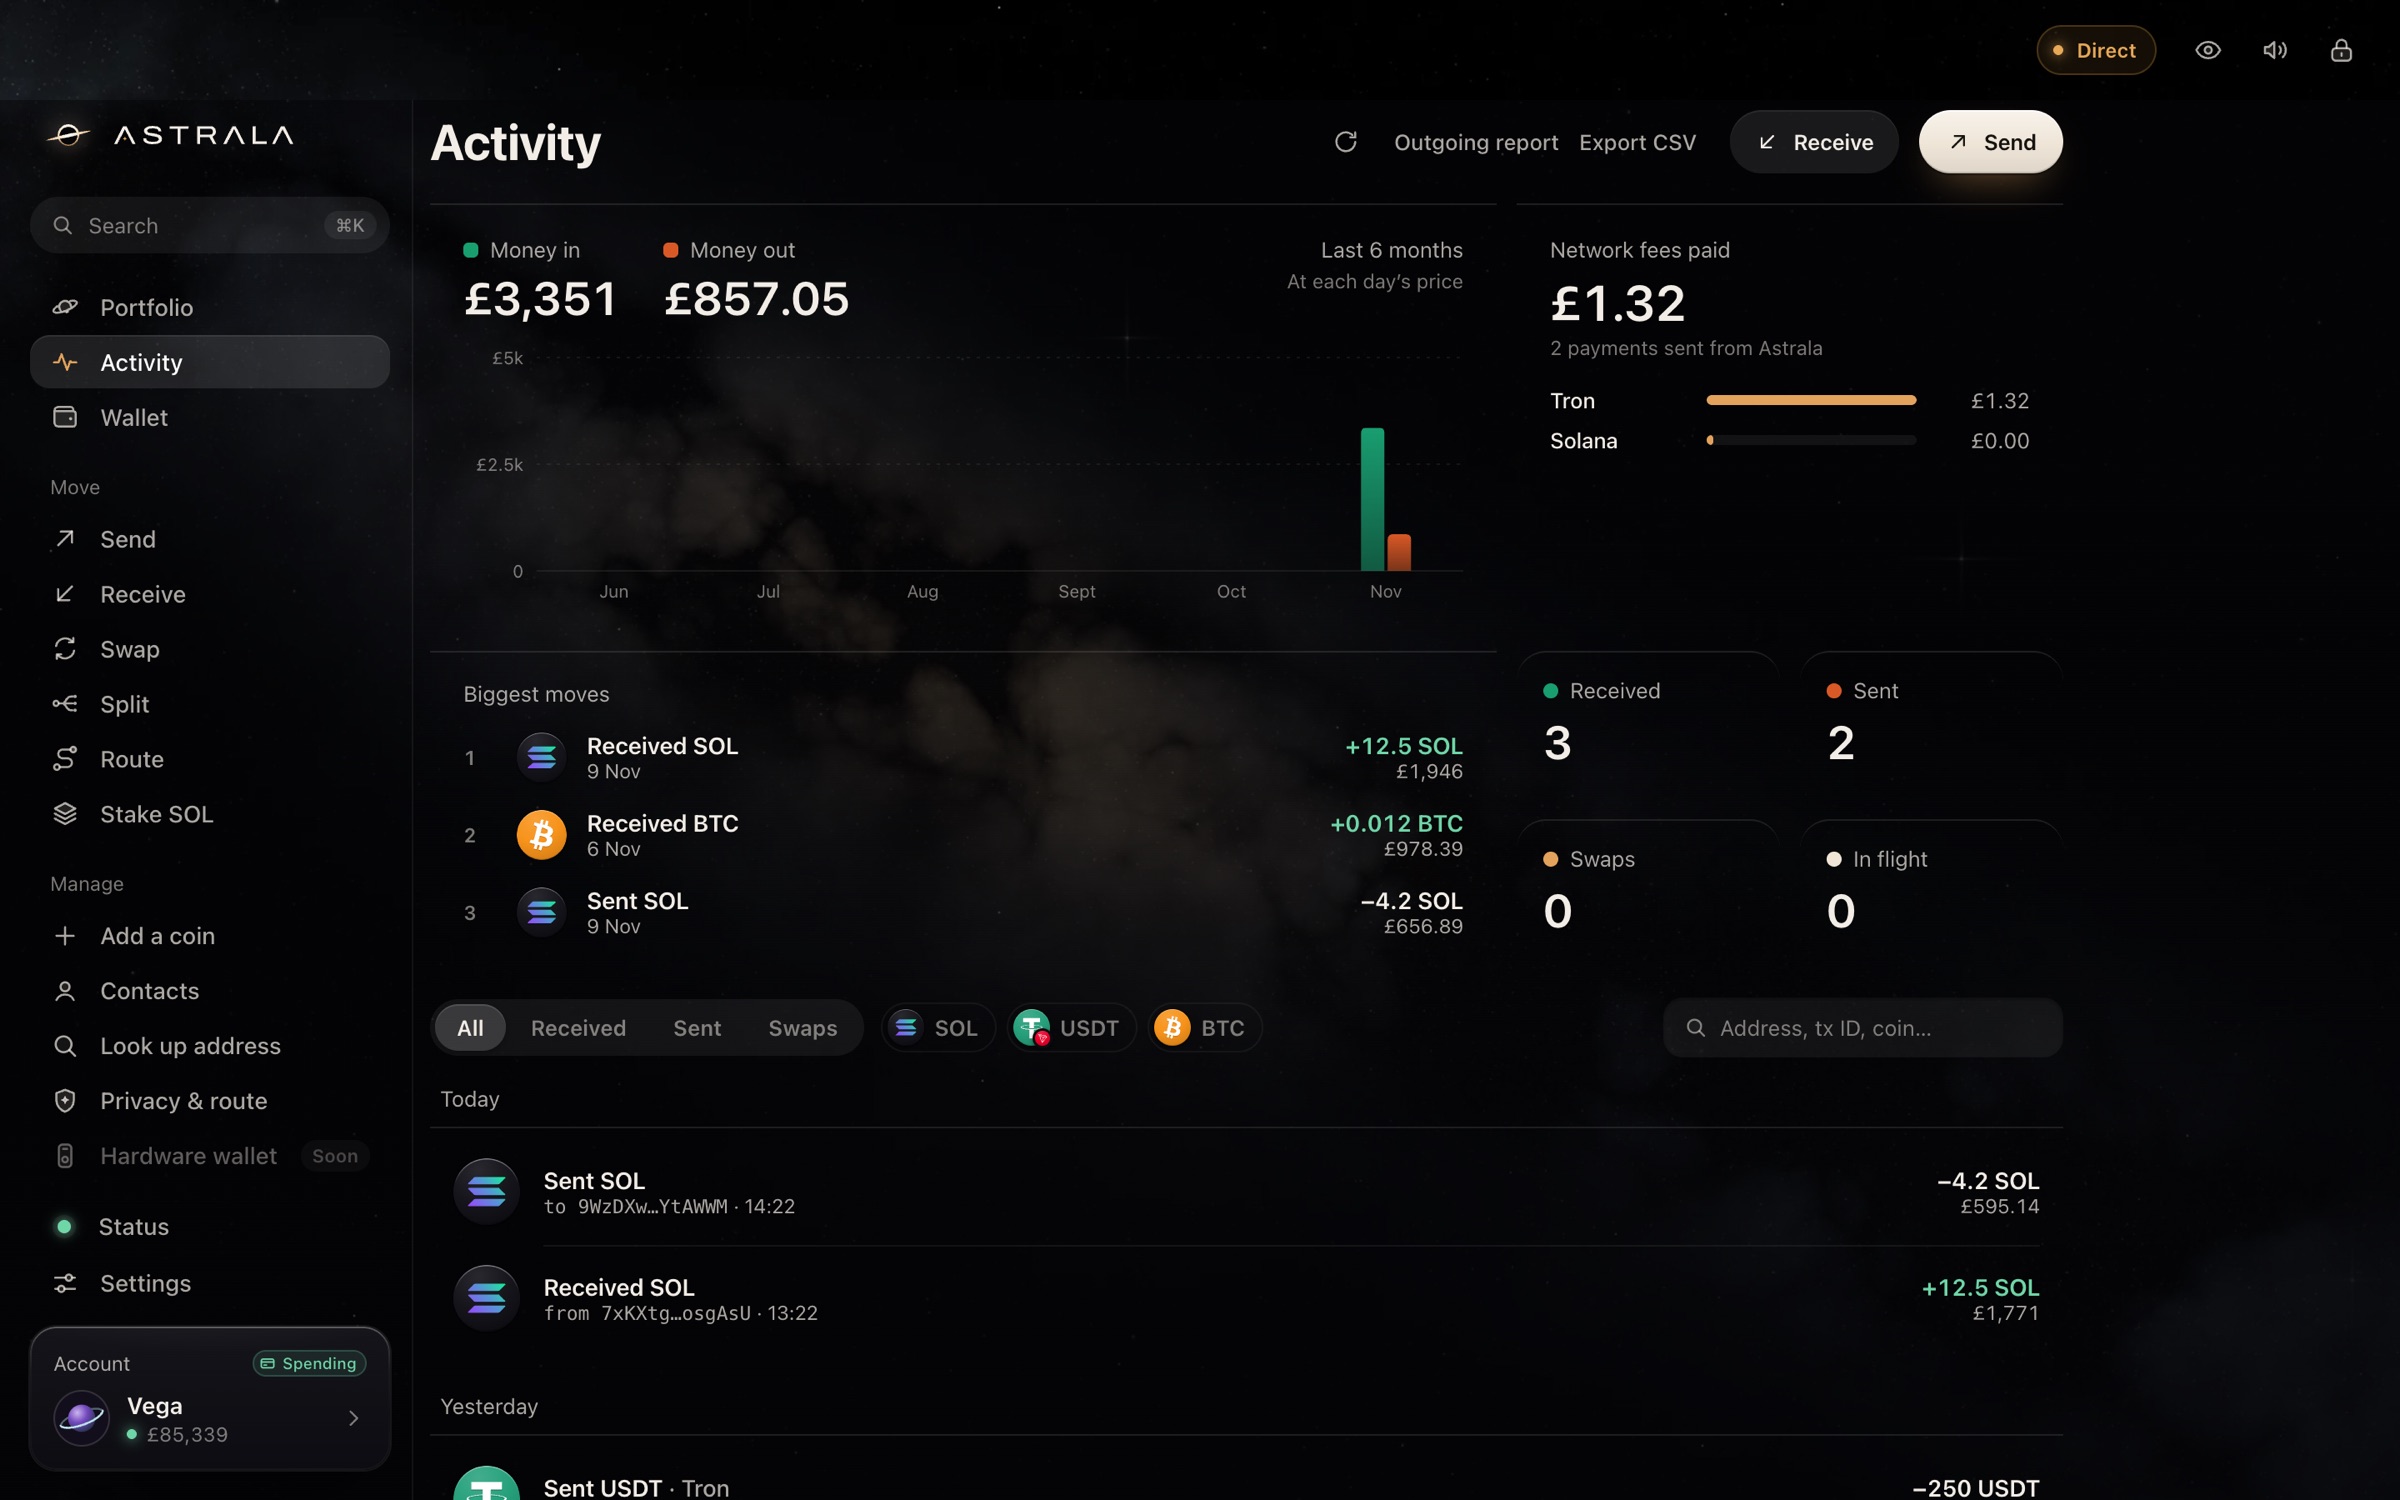 Direct
ASTRALA
Search ⌘K
Portfolio
Activity
Wallet
Move
Send
Receive
Swap
Split
Route
Stake SOL
Manage
Add a coin
Contacts
Look up address
Privacy & route
Hardware wallet Soon
Status
Settings
Account Spending
Vega
£85,339
Activity
Outgoing report Export CSV Receive Send
Money in Money out Last 6 months
£3,351 £857.05 At each day’s price
£5k
£2.5k
0
Jun Jul Aug Sept Oct Nov
Network fees paid
£1.32
2 payments sent from Astrala
Tron £1.32
Solana £0.00
Biggest moves
1 Received SOL +12.5 SOL
9 Nov £1,946
2 Received BTC +0.012 BTC
6 Nov £978.39
3 Sent SOL −4.2 SOL
9 Nov £656.89
Received Sent
3 2
Swaps In flight
0 0
All Received Sent Swaps SOL USDT BTC Address, tx ID, coin…
Today
Sent SOL −4.2 SOL
to 9WzDXw…YtAWWM · 14:22 £595.14
Received SOL +12.5 SOL
from 7xKXtg…osgAsU · 13:22 £1,771
Yesterday
Sent USDT · Tron −250 USDT